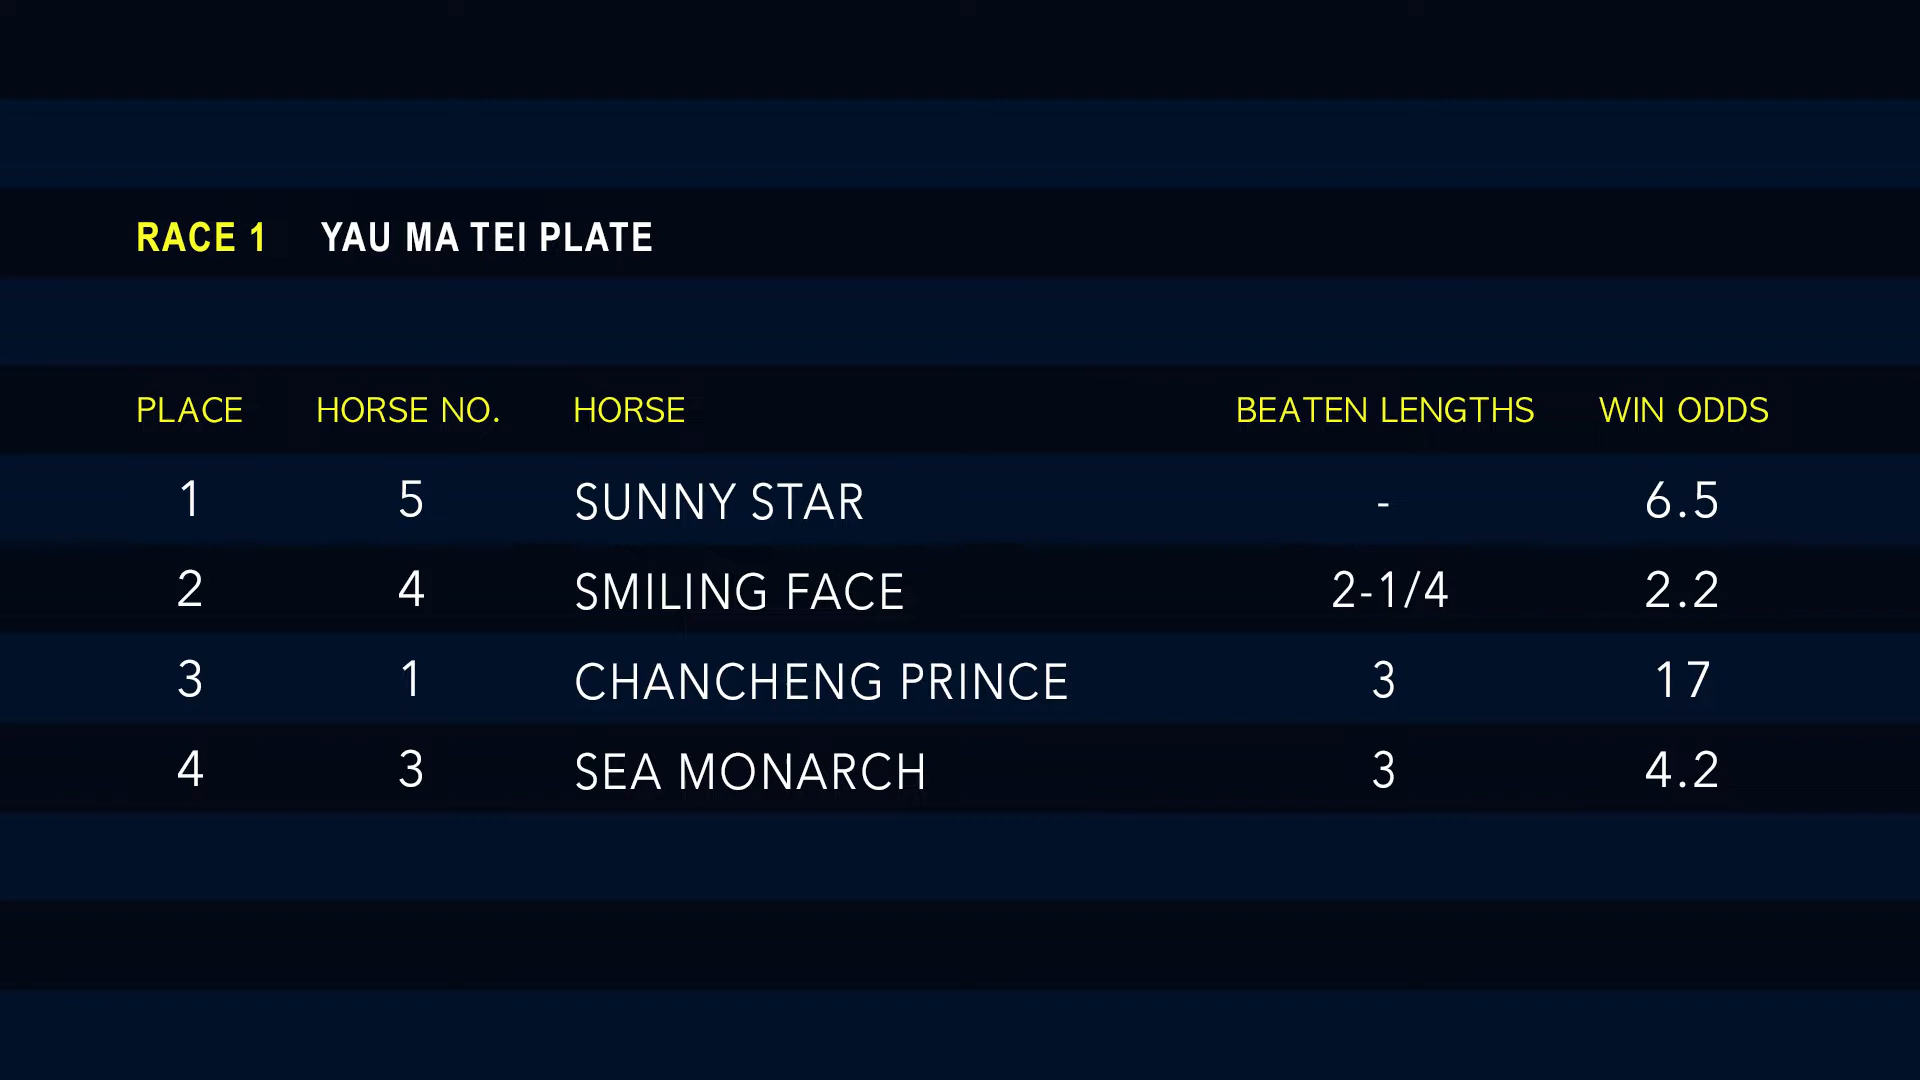 RACE 1 YAU MA TEI PLATE
PLACE HORSE NO. HORSE BEATEN LENGTHS WIN ODDS
1 5 SUNNY STAR - 6.5
2 4 SMILING FACE 2-1/4 2.2
3 1 CHANCHENG PRINCE 3 17
4 3 SEA MONARCH 3 4.2